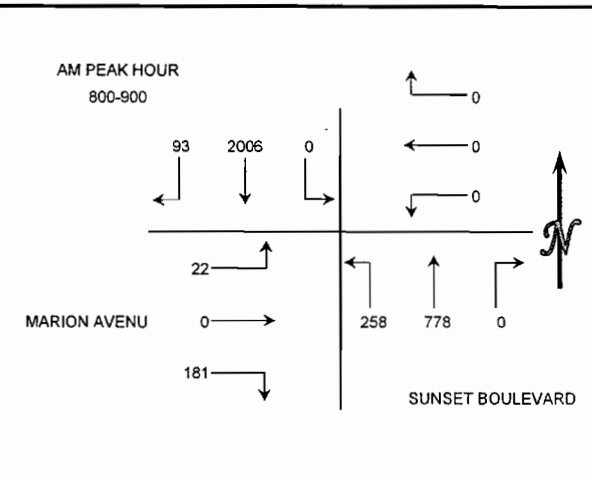 AM PEAK HOUR
800-900
0
93 2006 0
0
0
N
22
MARION AVENU 0
258 778 0
181
SUNSET BOULEVARD